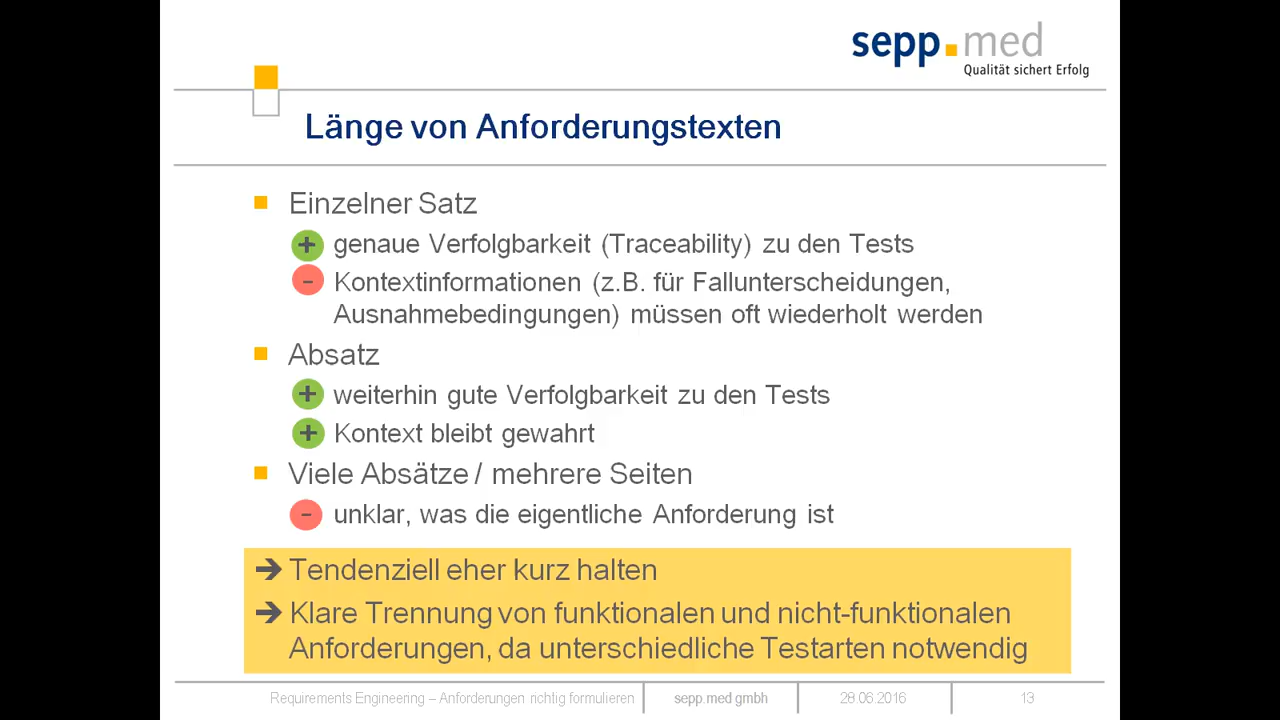 sepp.med
Qualität sichert Erfolg
Länge von Anforderungstexten
Einzelner Satz
+ genaue Verfolgbarkeit (Traceability) zu den Tests
- Kontextinformationen (z.B. für Fallunterscheidungen,
Ausnahmebedingungen) müssen oft wiederholt werden
Absatz
+ weiterhin gute Verfolgbarkeit zu den Tests
+ Kontext bleibt gewahrt
Viele Absätze / mehrere Seiten
- unklar, was die eigentliche Anforderung ist
➔ Tendenziell eher kurz halten
➔ Klare Trennung von funktionalen und nicht-funktionalen
Anforderungen, da unterschiedliche Testarten notwendig
Requirements Engineering – Anforderungen richtig formulieren sepp.med gmbh 28.06.2016 13